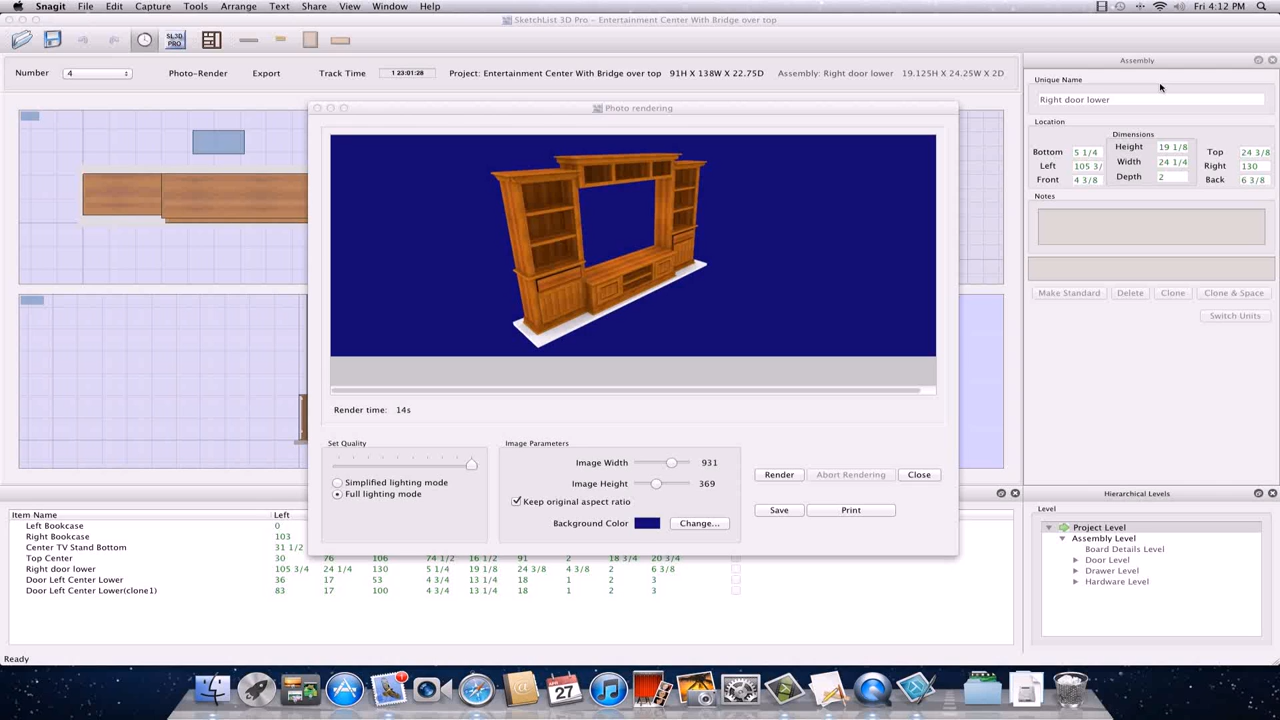 Snagit File Edit Capture Tools Arrange Text Share View Window Help Fri 4:12 PM
SketchList 3D Pro – Entertainment Center With Bridge over top
SL3D PRO
Number 4 Photo-Render Export Track Time 1 23:01:28 Project: Entertainment Center With Bridge over top 91H X 138W X 22.75D Assembly: Right door lower 19.125H X 24.25W X 2D
Assembly
Unique Name
Right door lower
Location
Dimensions
Bottom 5 1/4 Height 19 1/8 Top 24 3/8
Left 105 3/ Width 24 1/4 Right 130
Front 4 3/8 Depth 2 Back 6 3/8
Notes
Make Standard Delete Clone Clone & Space
Switch Units
Photo rendering
Render time: 14s
Set Quality
Simplified lighting mode
Full lighting mode
Image Parameters
Image Width 931
Image Height 369
Keep original aspect ratio
Background Color Change...
Render Abort Rendering Close
Save Print
Item Name Left
Left Bookcase 0
Right Bookcase 103
Center TV Stand Bottom 31 1/2
Top Center 30 76 106 74 1/2 16 1/2 91 2 18 3/4 20 3/4
Right door lower 105 3/4 24 1/4 130 5 1/4 19 1/8 24 3/8 4 3/8 2 6 3/8
Door Left Center Lower 36 17 53 4 3/4 13 1/4 18 1 2 3
Door Left Center Lower(clone1) 83 17 100 4 3/4 13 1/4 18 1 2 3
Hierarchical Levels
Level
Project Level
Assembly Level
Board Details Level
Door Level
Drawer Level
Hardware Level
Ready
27